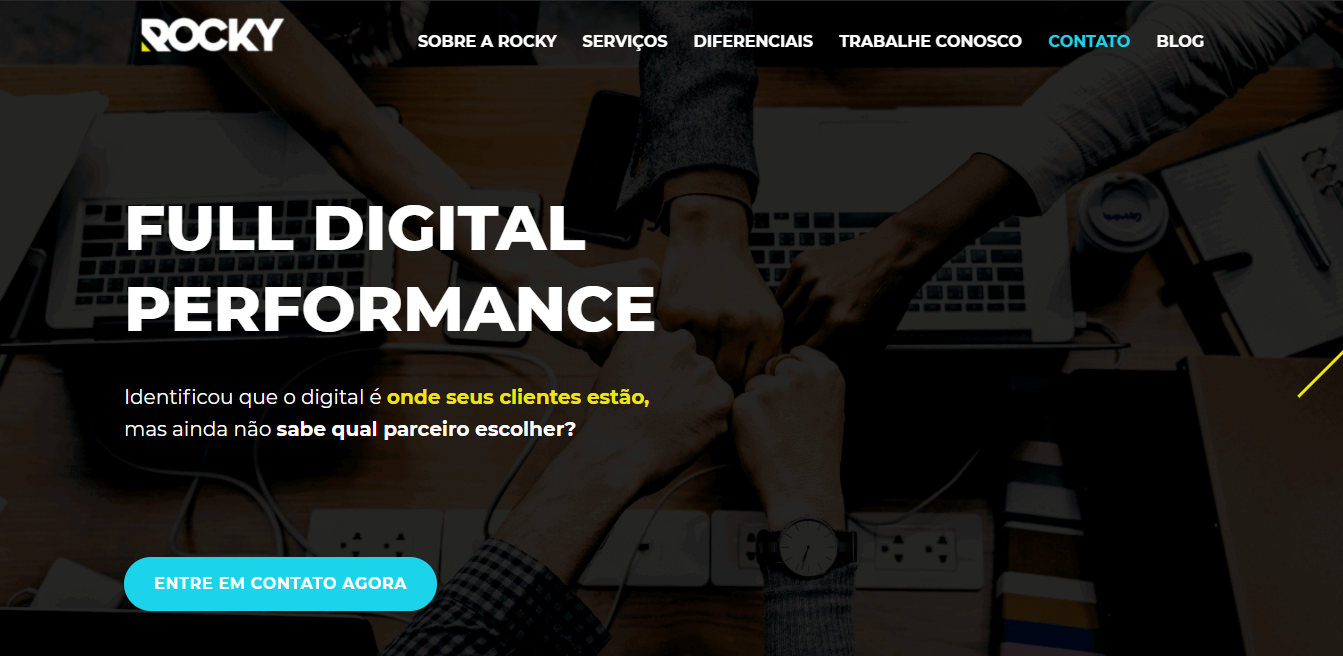 ROCKY
SOBRE A ROCKY SERVIÇOS DIFERENCIAIS TRABALHE CONOSCO CONTATO BLOG
FULL DIGITAL
PERFORMANCE
Identificou que o digital é onde seus clientes estão,
mas ainda não sabe qual parceiro escolher?
ENTRE EM CONTATO AGORA